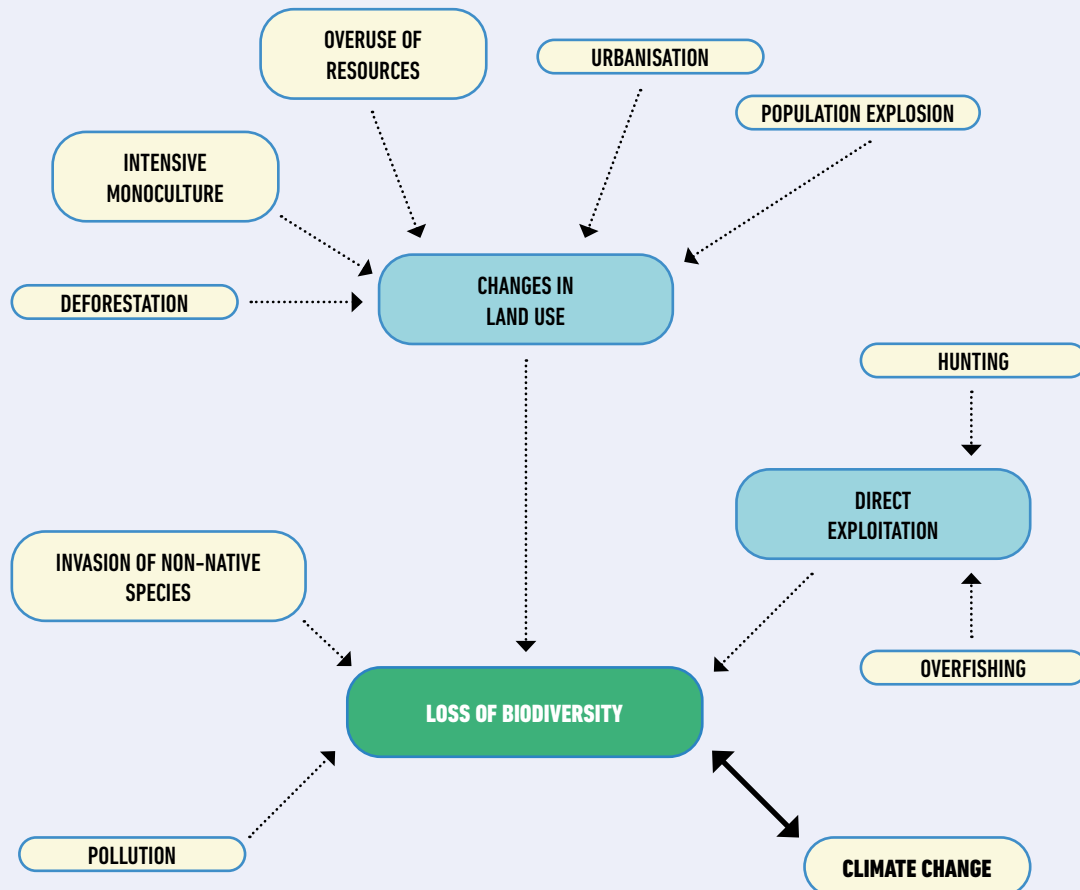 OVERUSE OF
RESOURCES
URBANISATION
POPULATION EXPLOSION
INTENSIVE
MONOCULTURE
DEFORESTATION
CHANGES IN
LAND USE
HUNTING
DIRECT
EXPLOITATION
INVASION OF NON-NATIVE
SPECIES
OVERFISHING
LOSS OF BIODIVERSITY
POLLUTION
CLIMATE CHANGE